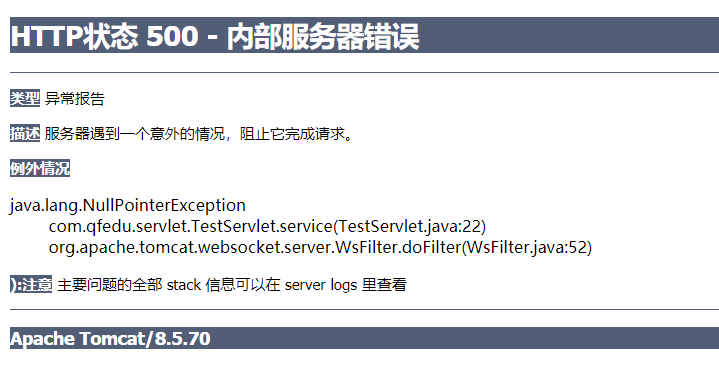 HTTP状态 500 - 内部服务器错误
类型 异常报告
描述 服务器遇到一个意外的情况，阻止它完成请求。
例外情况
java.lang.NullPointerException
com.qfedu.servlet.TestServlet.service(TestServlet.java:22)
org.apache.tomcat.websocket.server.WsFilter.doFilter(WsFilter.java:52)
):注意 主要问题的全部 stack 信息可以在 server logs 里查看
Apache Tomcat/8.5.70